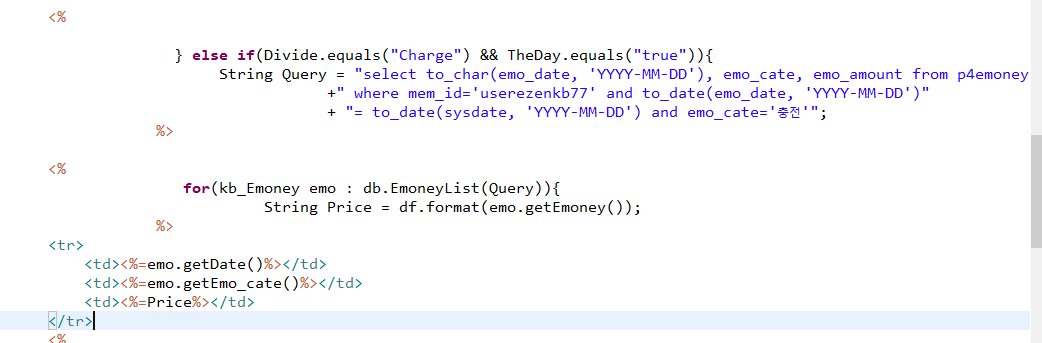 <%
} else if(Divide.equals("Charge") && TheDay.equals("true")){
String Query = "select to_char(emo_date, 'YYYY-MM-DD'), emo_cate, emo_amount from p4emoney
+" where mem_id='userezenkb77' and to_date(emo_date, 'YYYY-MM-DD')"
+ "= to_date(sysdate, 'YYYY-MM-DD') and emo_cate='충전'";
%>
<%
for(kb_Emoney emo : db.EmoneyList(Query)){
String Price = df.format(emo.getEmoney());
%>
<tr>
<td><%=emo.getDate()%></td>
<td><%=emo.getEmo_cate()%></td>
<td><%=Price%></td>
</tr>
<%